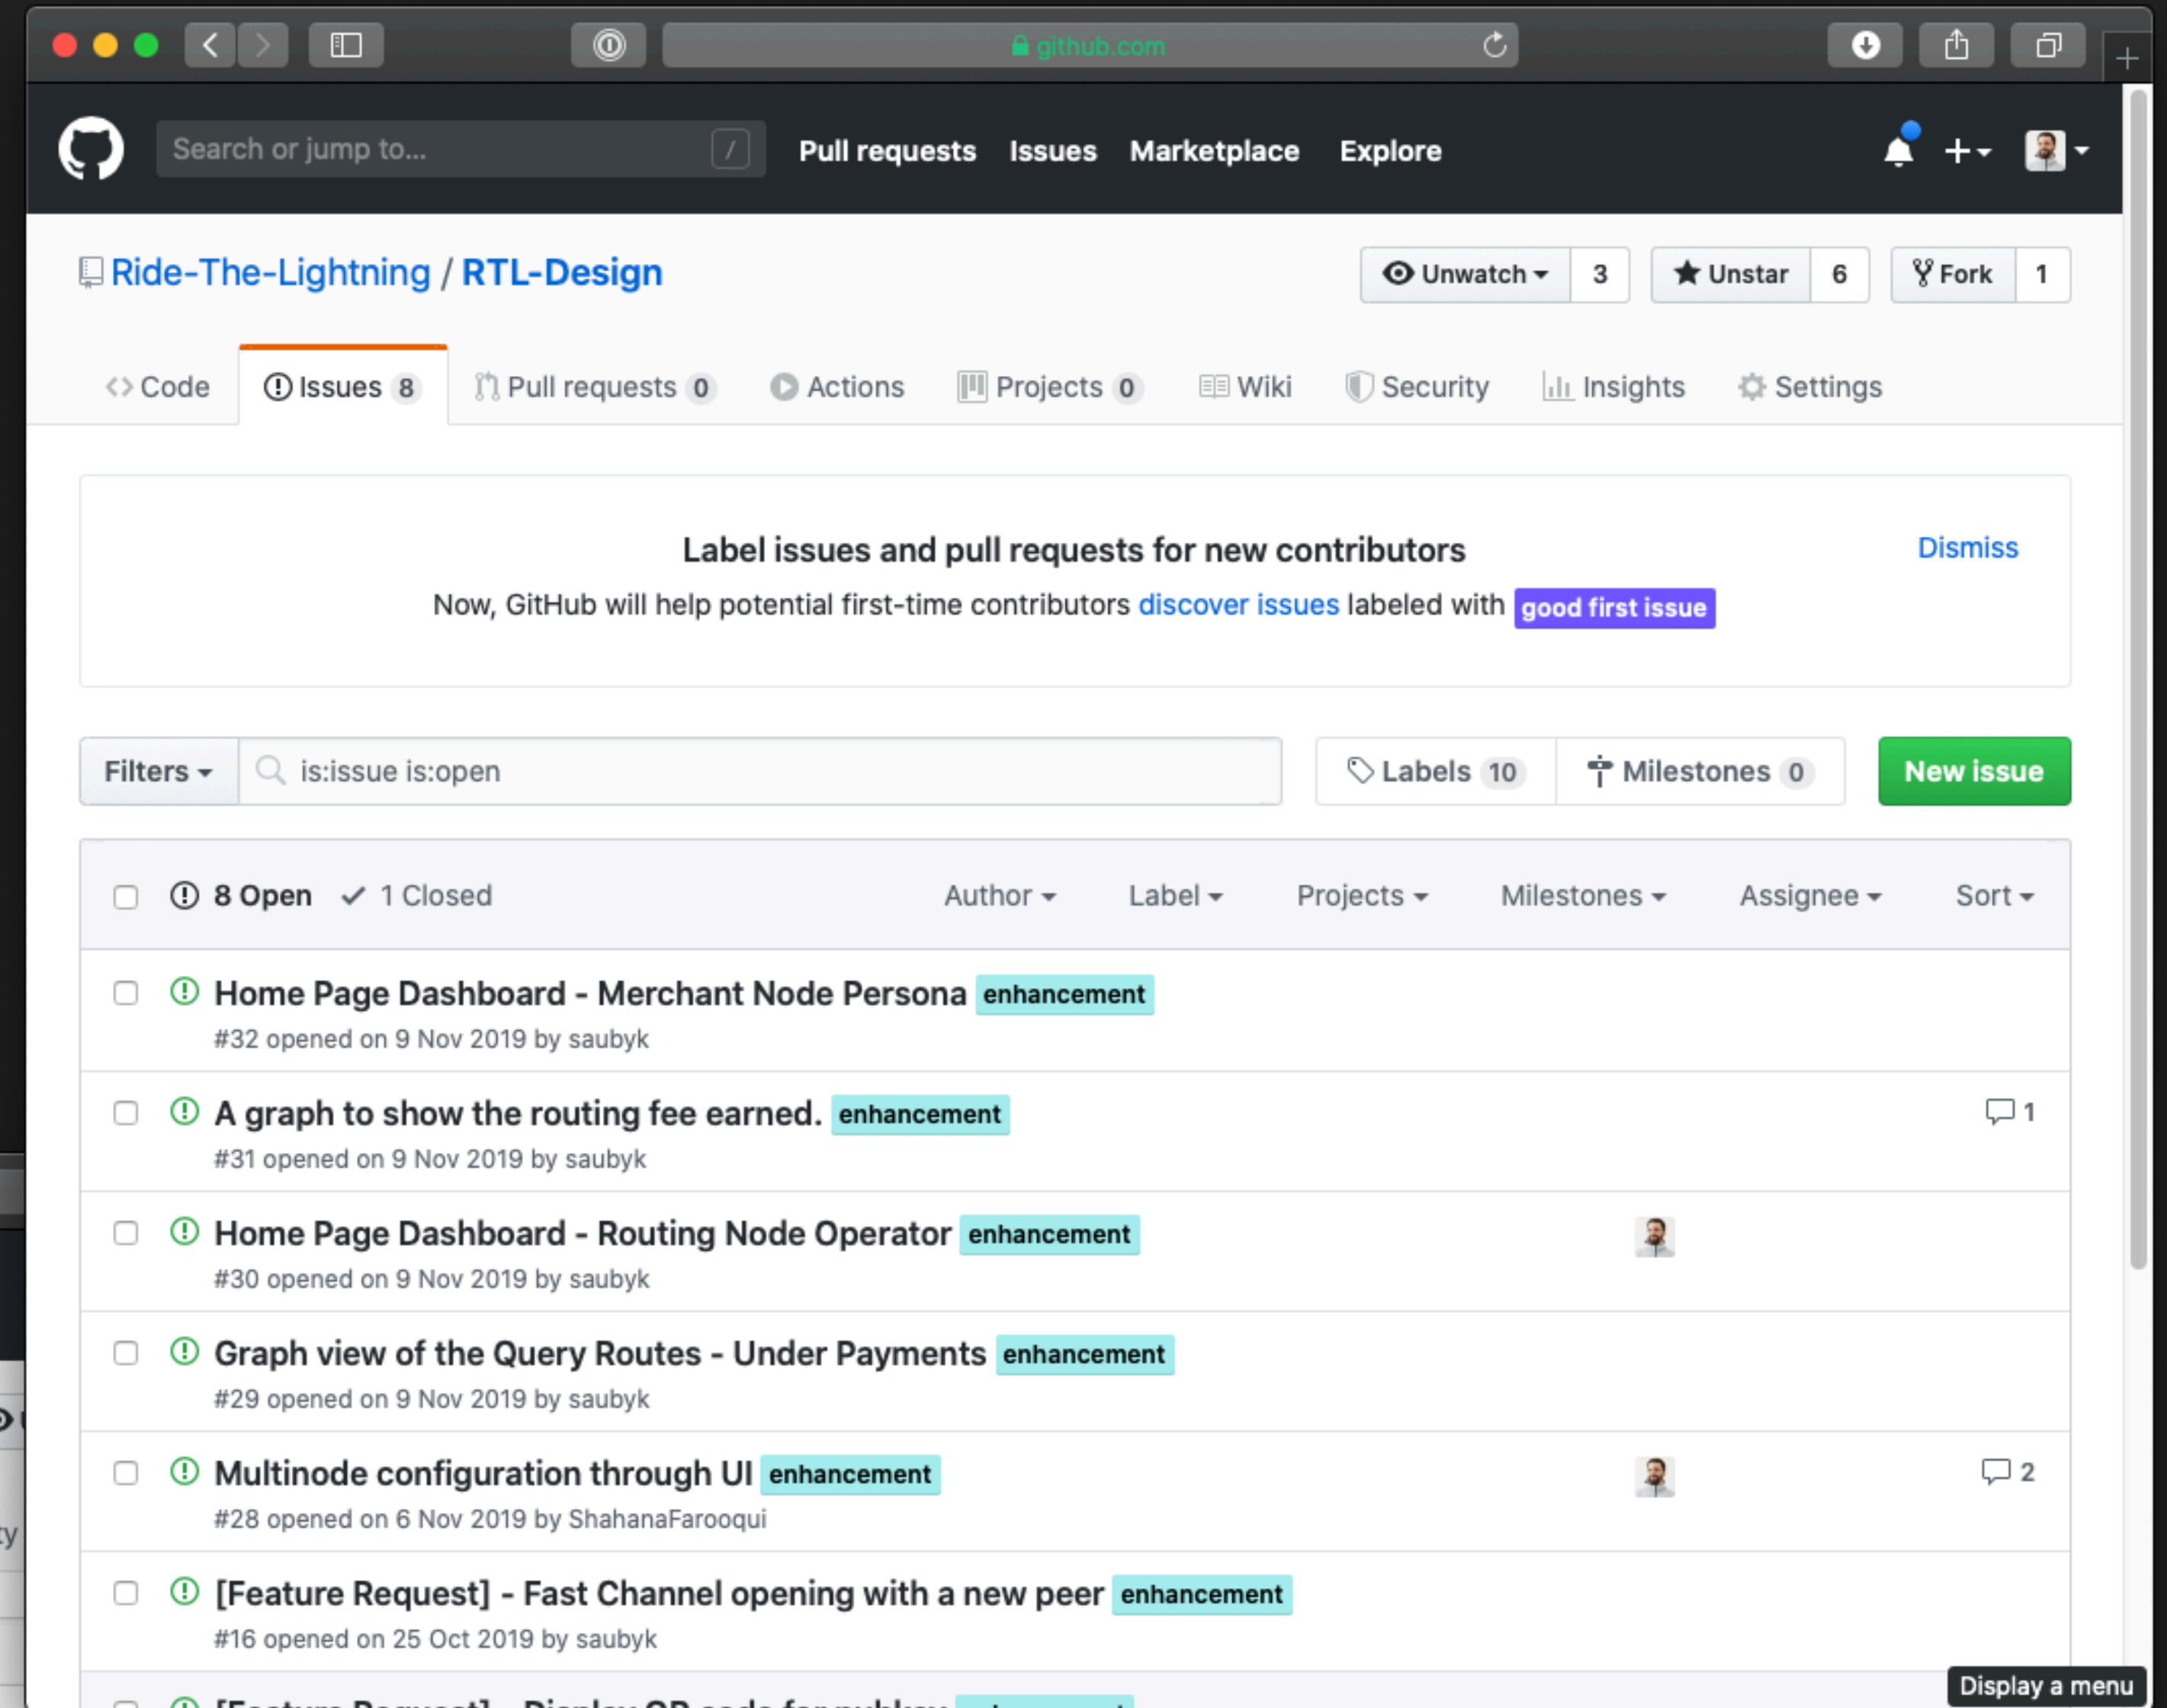 github.com
Search or jump to... /
Pull requests Issues Marketplace Explore
Ride-The-Lightning / RTL-Design
Unwatch 3 Unstar 6 Fork 1
Code Issues 8 Pull requests 0 Actions Projects 0 Wiki Security Insights Settings
Label issues and pull requests for new contributors
Dismiss
Now, GitHub will help potential first-time contributors discover issues labeled with good first issue
Filters is:issue is:open Labels 10 Milestones 0 New issue
8 Open 1 Closed Author Label Projects Milestones Assignee Sort
Home Page Dashboard - Merchant Node Persona enhancement
#32 opened on 9 Nov 2019 by saubyk
A graph to show the routing fee earned. enhancement 1
#31 opened on 9 Nov 2019 by saubyk
Home Page Dashboard - Routing Node Operator enhancement
#30 opened on 9 Nov 2019 by saubyk
Graph view of the Query Routes - Under Payments enhancement
#29 opened on 9 Nov 2019 by saubyk
Multinode configuration through UI enhancement 2
#28 opened on 6 Nov 2019 by ShahanaFarooqui
[Feature Request] - Fast Channel opening with a new peer enhancement
#16 opened on 25 Oct 2019 by saubyk
[Feature Request] - Display QR code for pubkey
Display a menu